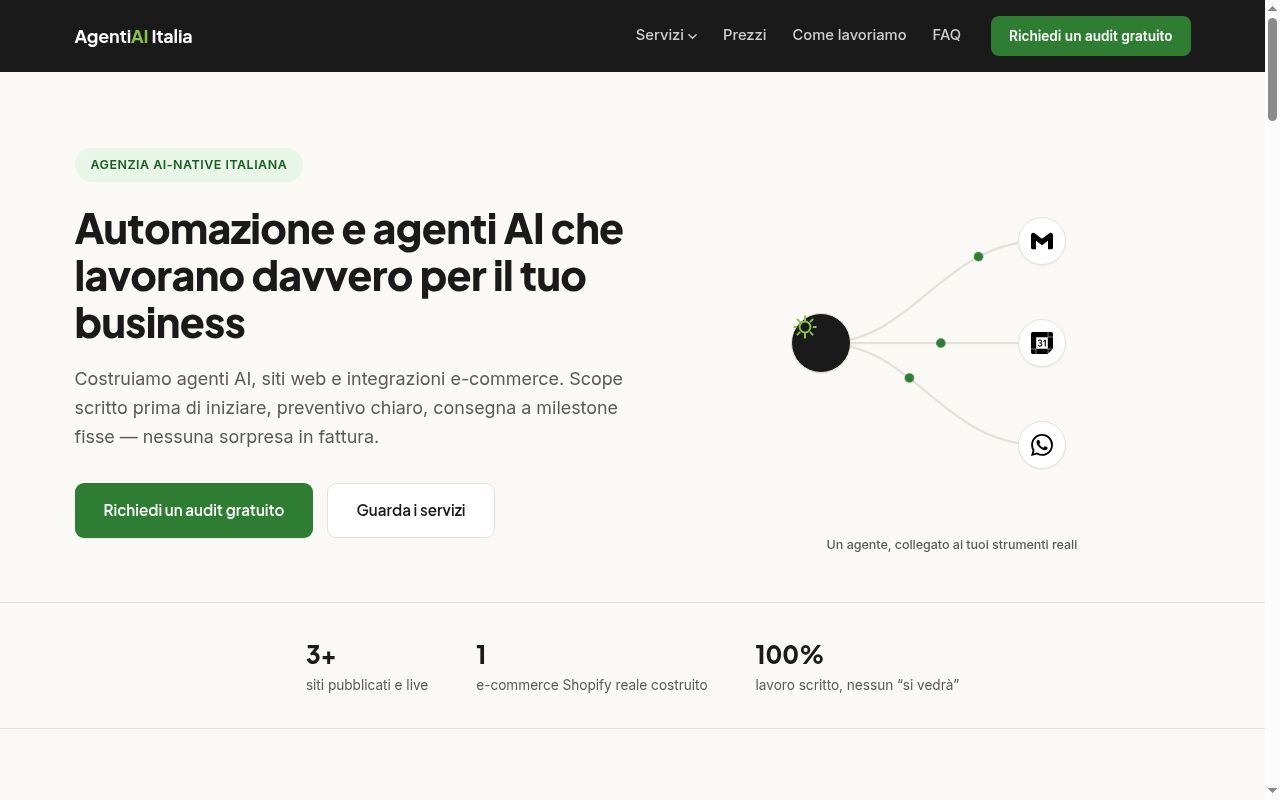 AgentiAI Italia
Servizi
Prezzi
Come lavoriamo
FAQ
Richiedi un audit gratuito
AGENZIA AI-NATIVE ITALIANA
Automazione e agenti AI che
lavorano davvero per il tuo
business
Costruiamo agenti AI, siti web e integrazioni e-commerce. Scope
scritto prima di iniziare, preventivo chiaro, consegna a milestone
fisse — nessuna sorpresa in fattura.
Richiedi un audit gratuito
Guarda i servizi
31
Un agente, collegato ai tuoi strumenti reali
3+
siti pubblicati e live
1
e-commerce Shopify reale costruito
100%
lavoro scritto, nessun “si vedrà”